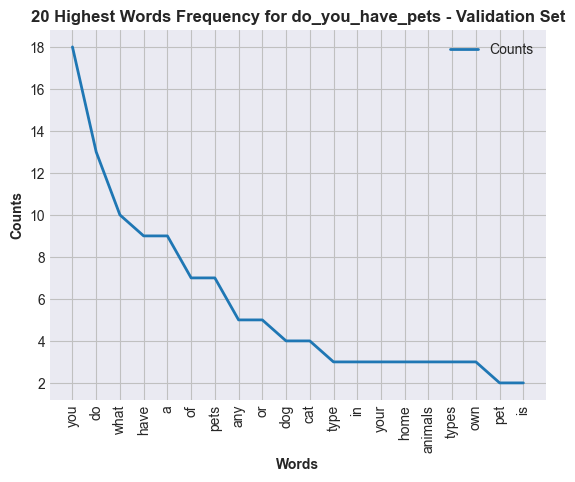 20 Highest Words Frequency for do_you_have_pets - Validation Set
Counts
18
16
14
12
10
8
6
4
2
Counts
you do what have a of pets any or dog cat type in your home animals types own pet is
Words